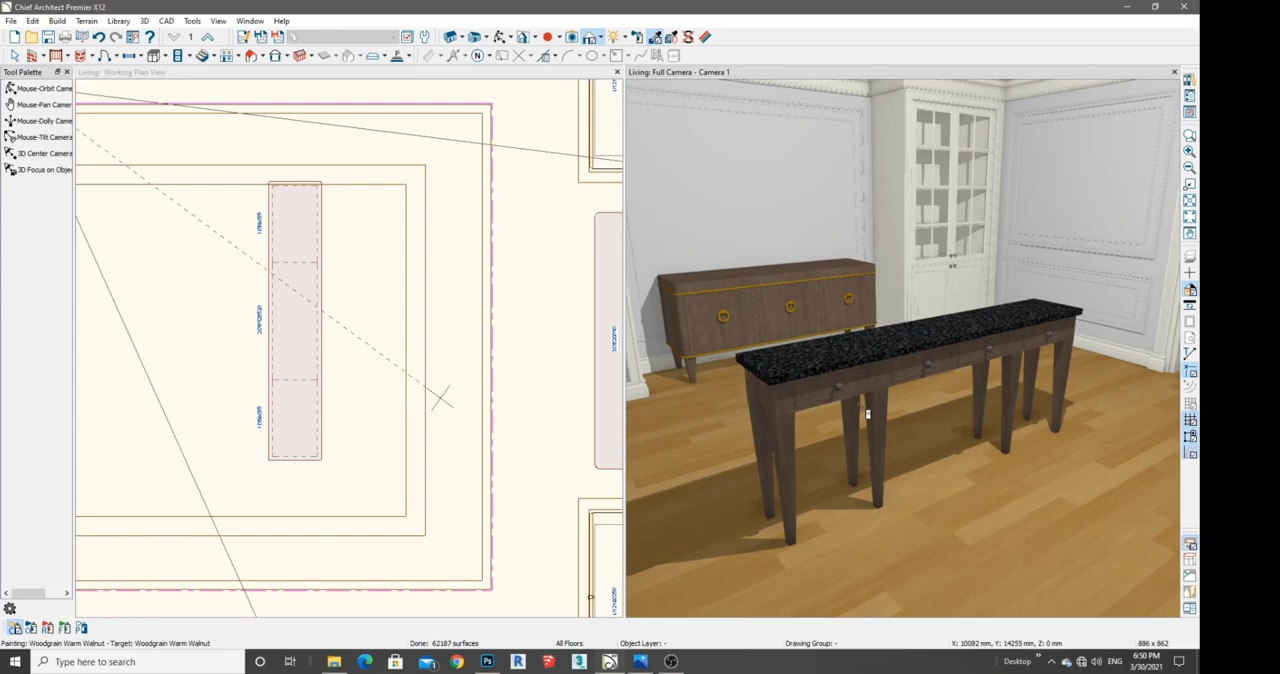 Chief Architect Premier X12
File Edit Build Terrain Library 3D CAD Tools View Window Help
1
Tool Palette
Living: Working Plan View
Living: Full Camera - Camera 1
Mouse-Orbit Came
Mouse-Pan Camer
Mouse-Dolly Came
Mouse-Tilt Camera
3D Center Camera
3D Focus on Objec
Painting: Woodgrain Warm Walnut - Target: Woodgrain Warm Walnut
Done: 62187 surfaces
All Floors
Object Layer: -
Drawing Group: -
X: 10082 mm, Y: 14255 mm, Z: 0 mm
886 x 862
Type here to search
Desktop
ENG
6:50 PM
3/30/2021